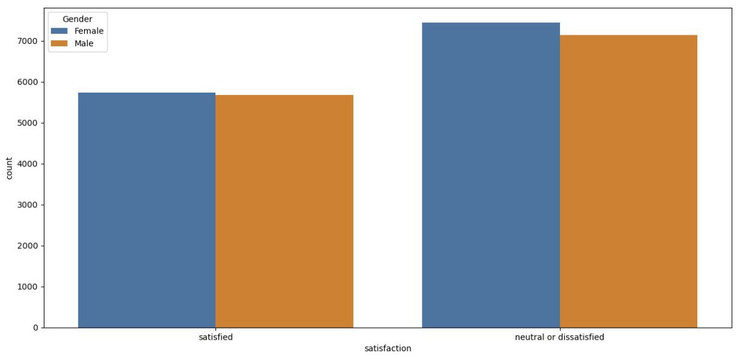 Gender
Female
Male
7000
6000
5000
4000
3000
2000
1000
0
count
satisfied
neutral or dissatisfied
satisfaction